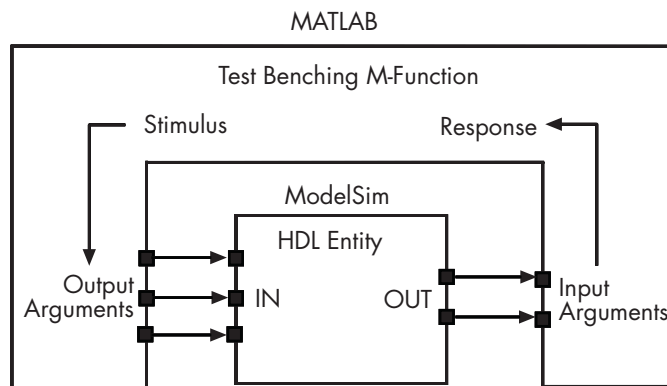 MATLAB
Test Benching M-Function
Stimulus
Response
ModelSim
HDL Entity
Output
Arguments
IN
OUT
Input
Arguments